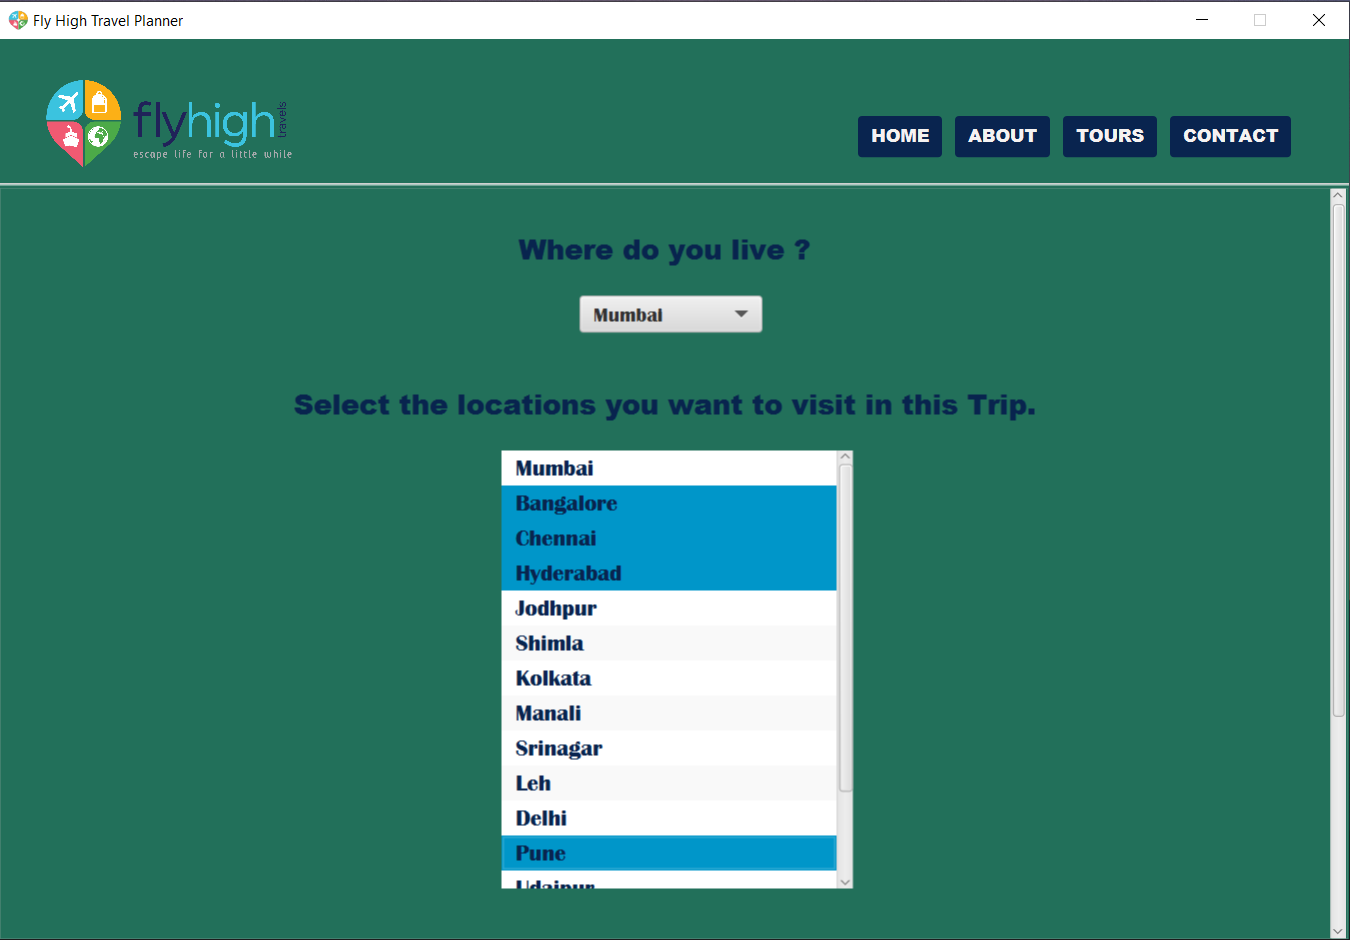 Fly High Travel Planner
flyhigh travels
escape life for a little while
HOME ABOUT TOURS CONTACT
Where do you live ?
Mumbai
Select the locations you want to visit in this Trip.
Mumbai
Bangalore
Chennai
Hyderabad
Jodhpur
Shimla
Kolkata
Manali
Srinagar
Leh
Delhi
Pune
Udaipur